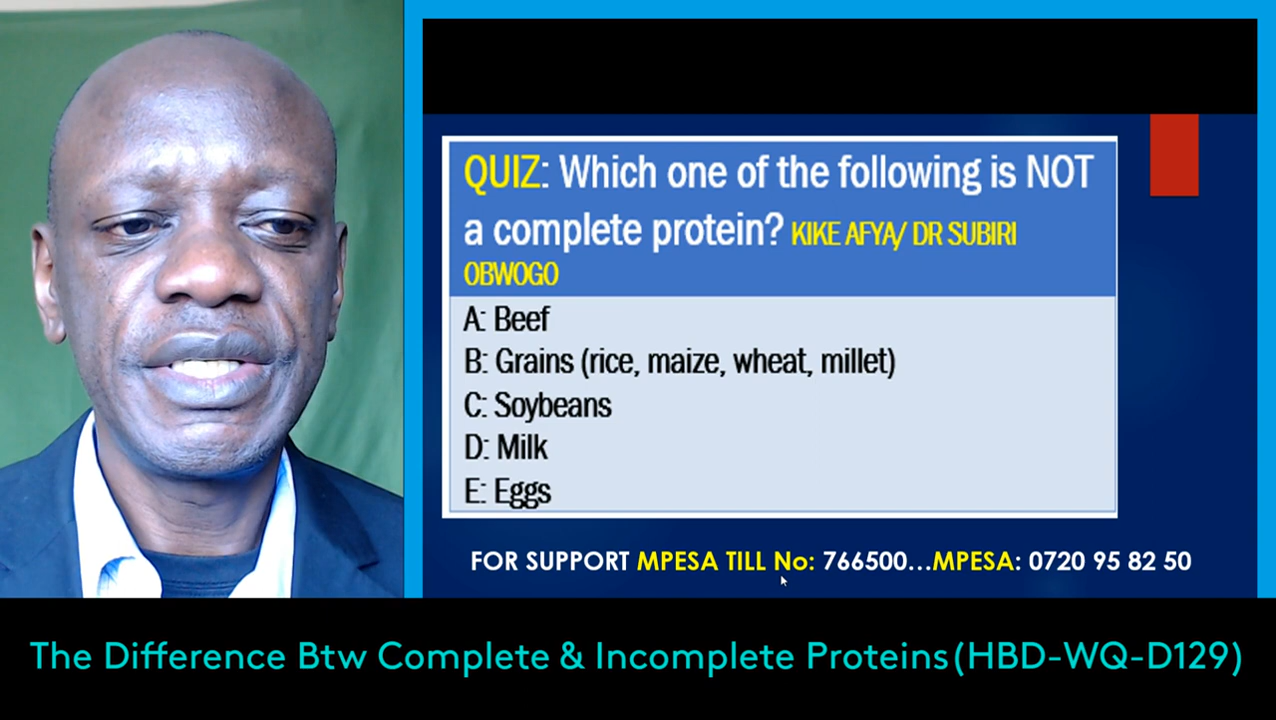 QUIZ: Which one of the following is NOT
a complete protein? KIKE AFYA/ DR SUBIRI
OBWOGO
A: Beef
B: Grains (rice, maize, wheat, millet)
C: Soybeans
D: Milk
E: Eggs
FOR SUPPORT MPESA TILL No: 766500...MPESA: 0720 95 82 50
The Difference Btw Complete & Incomplete Proteins (HBD-WQ-D129)